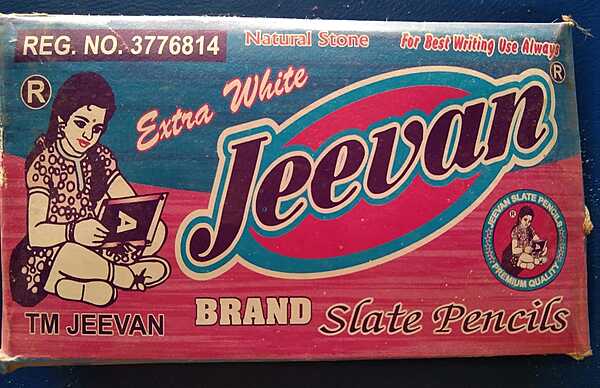 REG. NO. 3776814
Natural Stone
For Best Writing Use Always
®
®
Extra White
Jeevan
A
JEEVAN SLATE PENCILS
®
PREMIUM QUALITY
TM JEEVAN
BRAND Slate Pencils